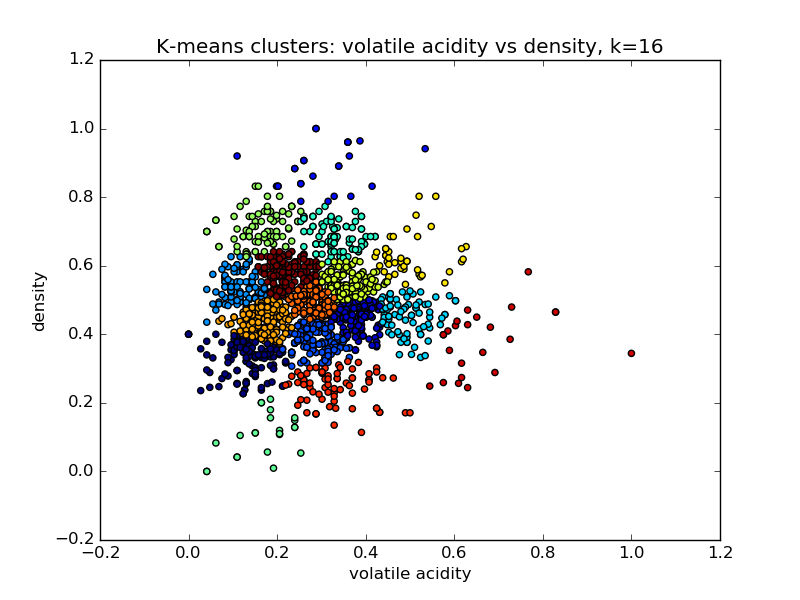 K-means clusters: volatile acidity vs density, k=16
1.2
1.0
0.8
0.6
0.4
0.2
0.0
−0.2
density
−0.2 0.0 0.2 0.4 0.6 0.8 1.0 1.2
volatile acidity